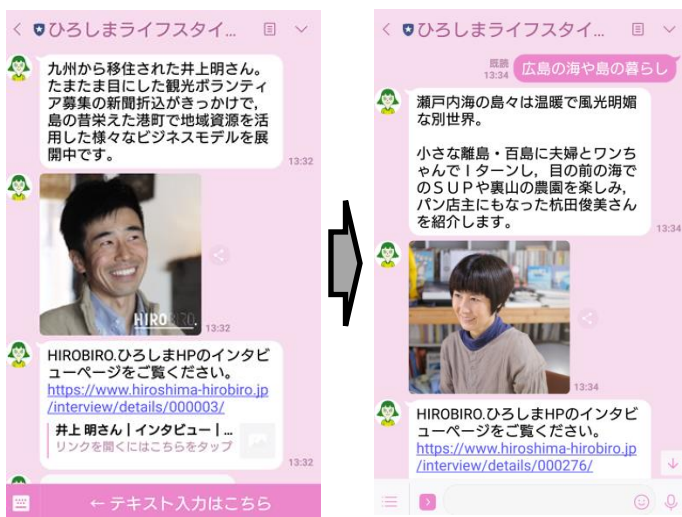 ひろしまライフスタイ...
九州から移住された井上明さん。
たまたま目にした観光ボランティ
ア募集の新聞折込がきっかけで，
島の昔栄えた港町で地域資源を活
用した様々なビジネスモデルを展
開中です。
13:32
HIROBIRO.
13:32
HIROBIRO.ひろしまHPのインタビ
ューページをご覧ください。
https://www.hiroshima-hirobiro.jp
/interview/details/000003/
井上 明さん | インタビュー | ...
リンクを開くにはこちらをタップ
13:32
← テキスト入力はこちら
ひろしまライフスタイ...
既読
13:34
広島の海や島の暮らし
瀬戸内海の島々は温暖で風光明媚
な別世界。
小さな離島・百島に夫婦とワンち
ゃんでＩターンし，目の前の海で
のＳＵＰや裏山の農園を楽しみ，
パン店主にもなった杭田俊美さん
を紹介します。
13:34
13:34
HIROBIRO.ひろしまHPのインタビ
ューページをご覧ください。
https://www.hiroshima-hirobiro.jp
/interview/details/000276/